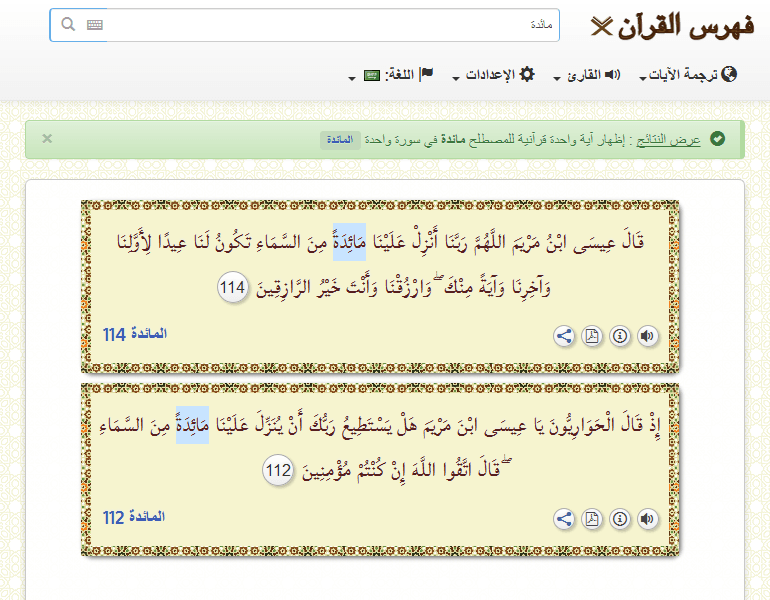 فهرس القرآن
مائدة
ترجمة الآيات
القارئ
الإعدادات
اللغة:
عرض النتائج : إظهار آية واحدة قرآنية للمصطلح مائدة في سورة واحدة المائدة ×
قَالَ عِيسَى ابْنُ مَرْيَمَ اللَّهُمَّ رَبَّنَا أَنْزِلْ عَلَيْنَا مَائِدَةً مِنَ السَّمَاءِ تَكُونُ لَنَا عِيدًا لِأَوَّلِنَا
وَآخِرِنَا وَآيَةً مِنْكَ ۖ وَارْزُقْنَا وَأَنْتَ خَيْرُ الرَّازِقِينَ 114
المائدة 114
إِذْ قَالَ الْحَوَارِيُّونَ يَا عِيسَى ابْنَ مَرْيَمَ هَلْ يَسْتَطِيعُ رَبُّكَ أَنْ يُنَزِّلَ عَلَيْنَا مَائِدَةً مِنَ السَّمَاءِ
ۖ قَالَ اتَّقُوا اللَّهَ إِنْ كُنْتُمْ مُؤْمِنِينَ 112
المائدة 112